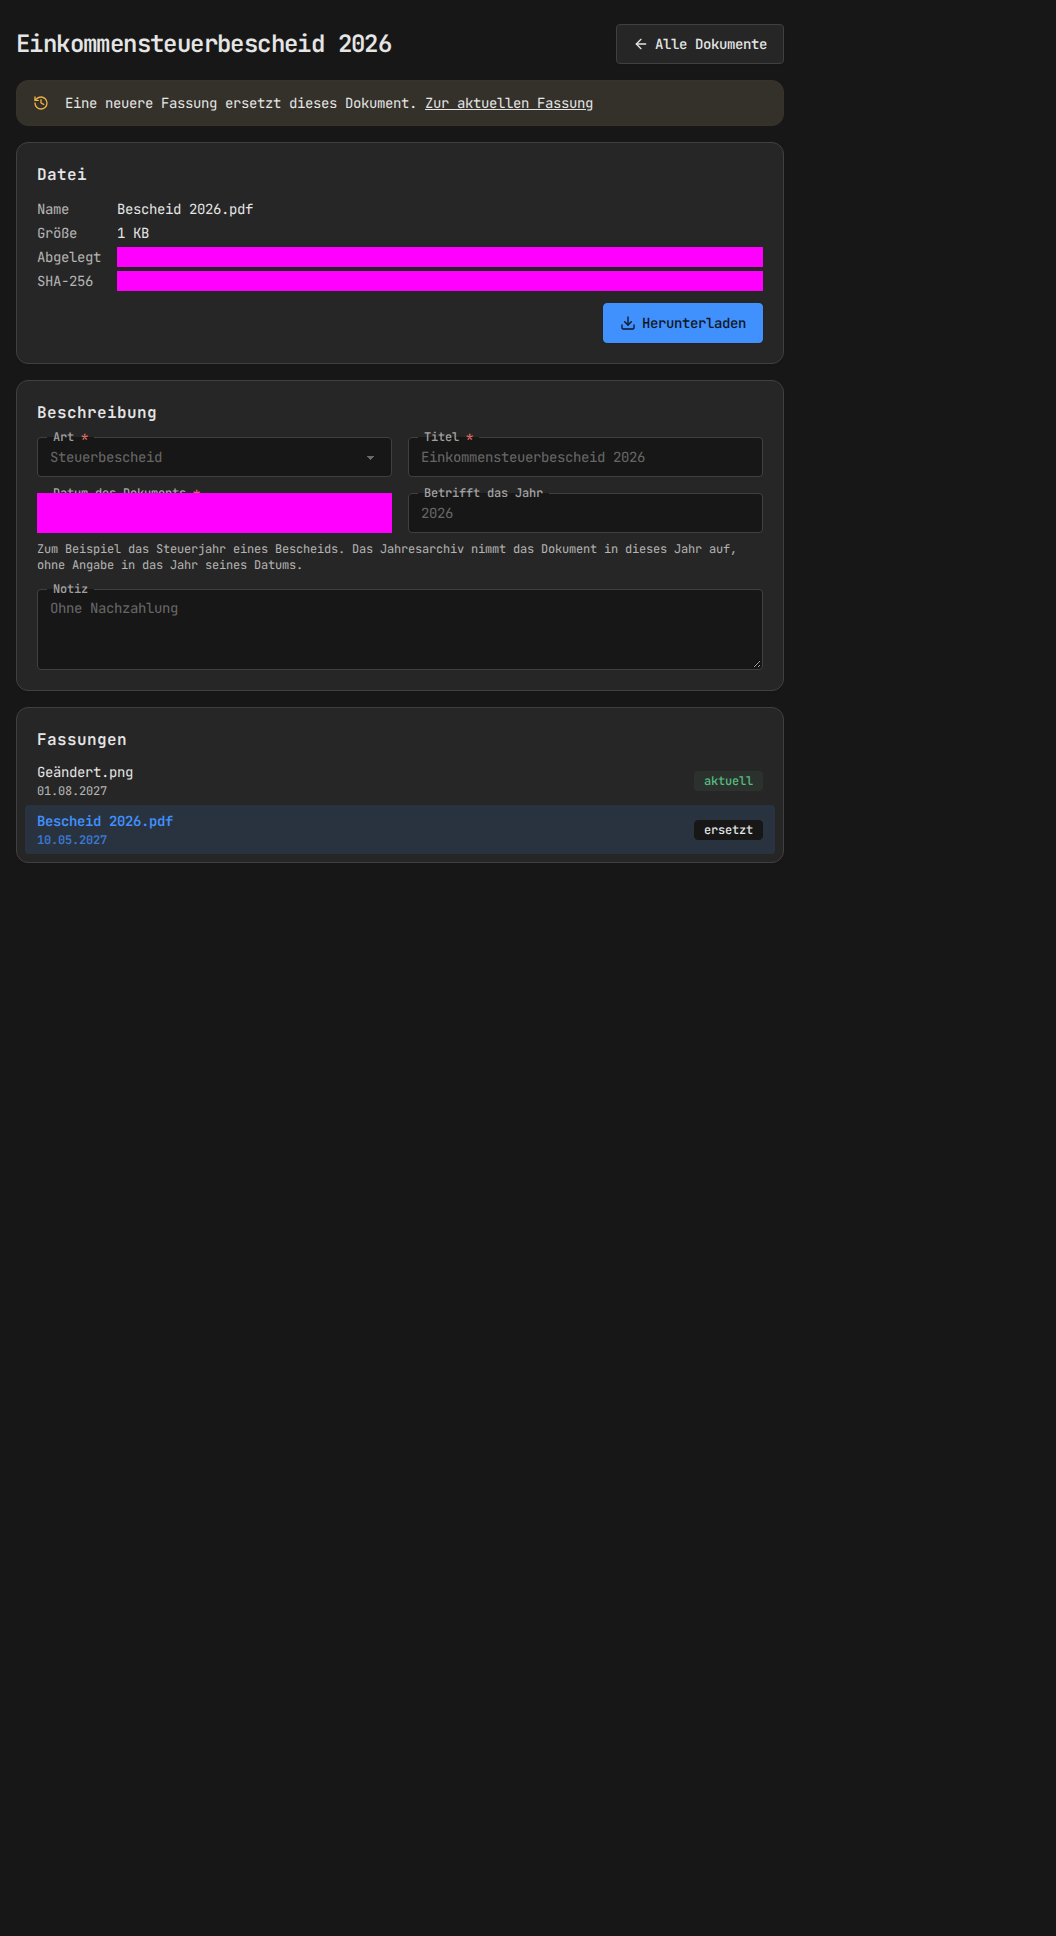 Einkommensteuerbescheid 2026
Alle Dokumente
Eine neuere Fassung ersetzt dieses Dokument. Zur aktuellen Fassung
Datei
Name Bescheid 2026.pdf
Größe 1 KB
Abgelegt
SHA-256
Herunterladen
Beschreibung
Art *
Steuerbescheid
Titel *
Einkommensteuerbescheid 2026
Datum des Dokuments *
Betrifft das Jahr
2026
Zum Beispiel das Steuerjahr eines Bescheids. Das Jahresarchiv nimmt das Dokument in dieses Jahr auf,
ohne Angabe in das Jahr seines Datums.
Notiz
Ohne Nachzahlung
Fassungen
Geändert.png
01.08.2027
aktuell
Bescheid 2026.pdf
10.05.2027
ersetzt